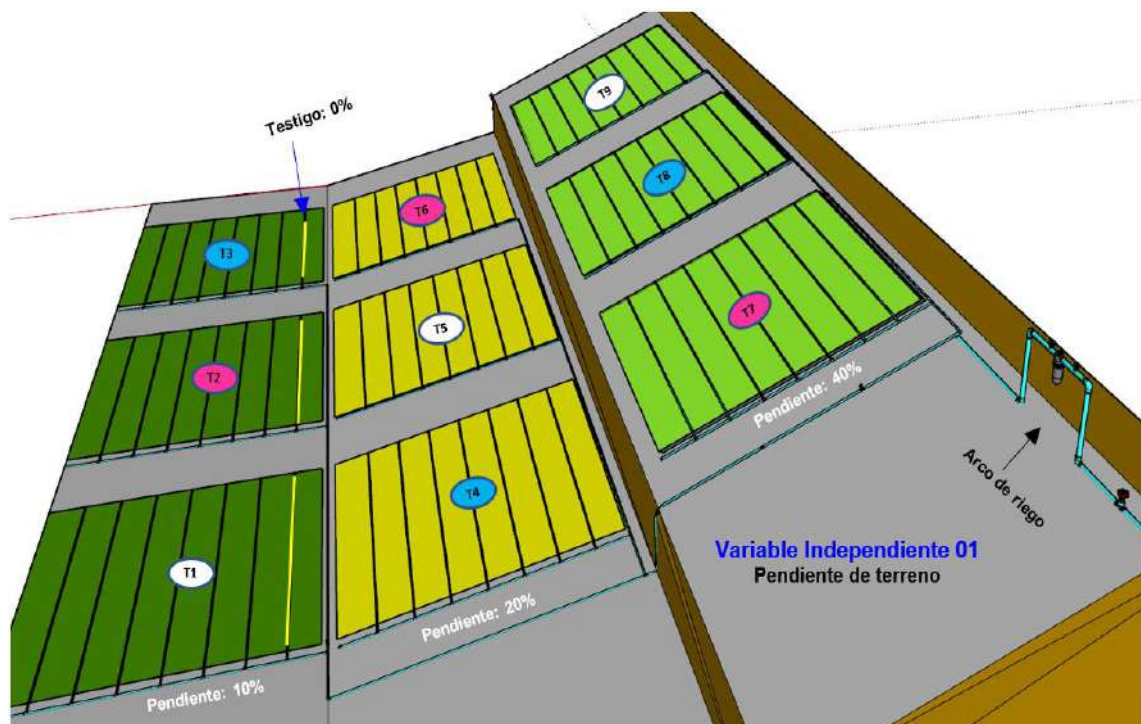 Testigo: 0%
T9
T8
T7
T6
T5
T4
T3
T2
T1
Pendiente: 40%
Pendiente: 20%
Pendiente: 10%
Arco de riego
Variable Independiente 01
Pendiente de terreno